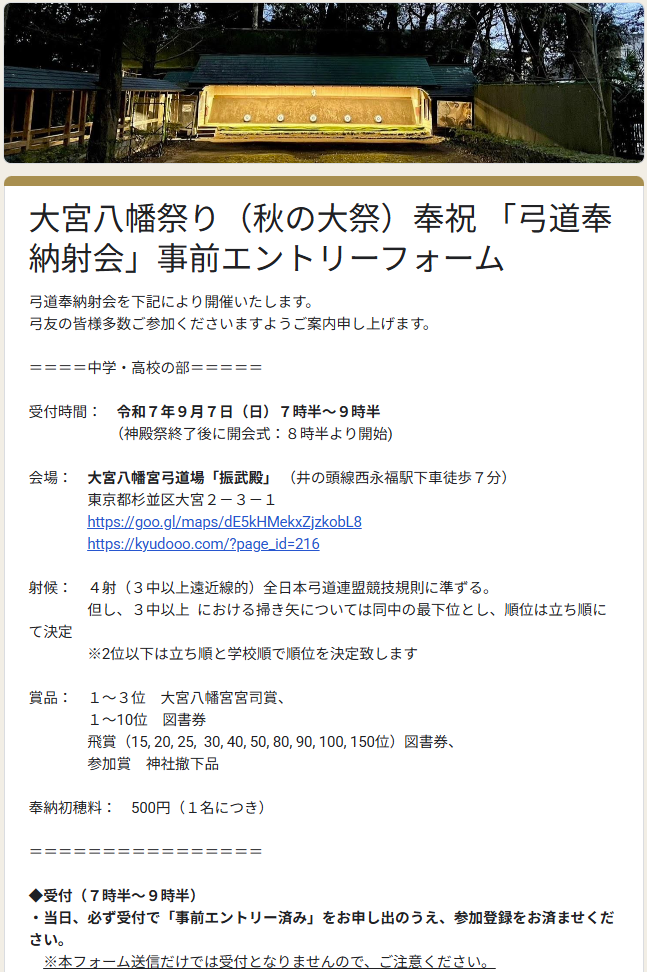 大宮八幡祭り（秋の大祭）奉祝 「弓道奉
納射会」事前エントリーフォーム
弓道奉納射会を下記により開催いたします。
弓友の皆様多数ご参加くださいますようご案内申し上げます。
＝＝＝＝中学・高校の部＝＝＝＝＝
受付時間：　令和７年９月７日（日）７時半～９時半
（神殿祭終了後に開会式：８時半より開始)
会場：　大宮八幡宮弓道場「振武殿」（井の頭線西永福駅下車徒歩７分）
東京都杉並区大宮２－３－１
https://goo.gl/maps/dE5kHMekxZjzkobL8
https://kyudooo.com/?page_id=216
射候：　４射（３中以上遠近線的）全日本弓道連盟競技規則に準ずる。
但し、３中以上 における掃き矢については同中の最下位とし、順位は立ち順に
て決定
※2位以下は立ち順と学校順で順位を決定致します
賞品：　１～３位　大宮八幡宮宮司賞、
１～10位　図書券
飛賞（15, 20, 25, 30, 40, 50, 80, 90, 100, 150位）図書券、
参加賞　神社撤下品
奉納初穂料：　500円（１名につき）
＝＝＝＝＝＝＝＝＝＝＝＝＝＝＝＝
◆受付（７時半～９時半）
・当日、必ず受付で「事前エントリー済み」をお申し出のうえ、参加登録をお済ませくだ
さい。
※本フォーム送信だけでは受付となりませんので、ご注意ください。